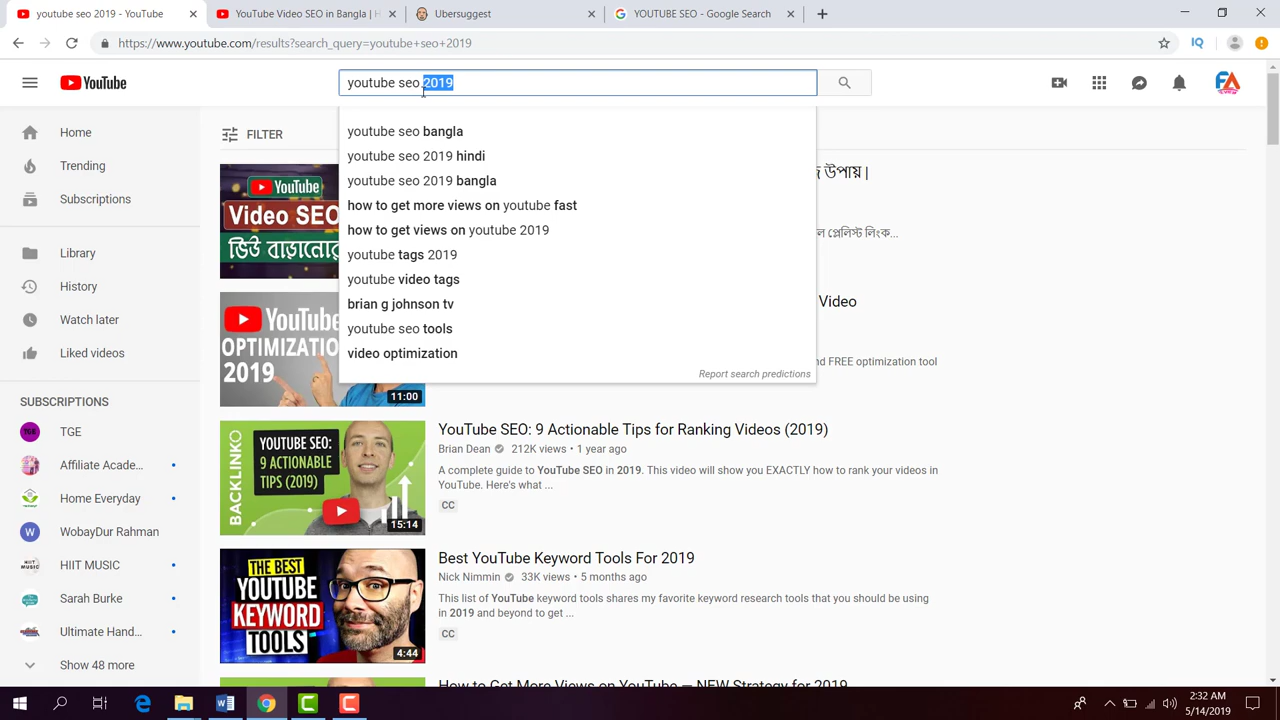 youtube seo 2019 - YouTube
YouTube Video SEO in Bangla | H
Ubersuggest
YOUTUBE SEO - Google Search
https://www.youtube.com/results?search_query=youtube+seo+2019
IQ
YouTube
youtube seo 2019
FA
Home
Trending
Subscriptions
Library
History
Watch later
Liked videos
SUBSCRIPTIONS
TGE
Affiliate Acade...
Home Everyday
W
WobayDur Rahman
HIIT MUSIC
Sarah Burke
Ultimate Hand...
Show 48 more
FILTER
youtube seo bangla
youtube seo 2019 hindi
youtube seo 2019 bangla
how to get more views on youtube fast
how to get views on youtube 2019
youtube tags 2019
youtube video tags
brian g johnson tv
youtube seo tools
video optimization
Report search predictions
YouTube
Video SEO
ভিউ বাড়ানোর
উপায় |
ল প্লেলিস্ট লিংক...
YouTube
OPTIMIZATIO
2019
11:00
Video
nd FREE optimization tool
BACKLINKO
YOUTUBE SEO:
9 ACTIONABLE
TIPS (2019)
15:14
YouTube SEO: 9 Actionable Tips for Ranking Videos (2019)
Brian Dean 212K views • 1 year ago
A complete guide to YouTube SEO in 2019. This video will show you EXACTLY how to rank your videos in
YouTube. Here's what ...
CC
THE BEST
YOUTUBE
KEYWORD
TOOLS
4:44
Best YouTube Keyword Tools For 2019
Nick Nimmin 33K views • 5 months ago
This list of YouTube keyword tools shares my favorite keyword research tools that you should be using
in 2019 and beyond to get ...
CC
How to Get More Views on YouTube — NEW Strategy for 2019
2:32 AM
5/14/2019